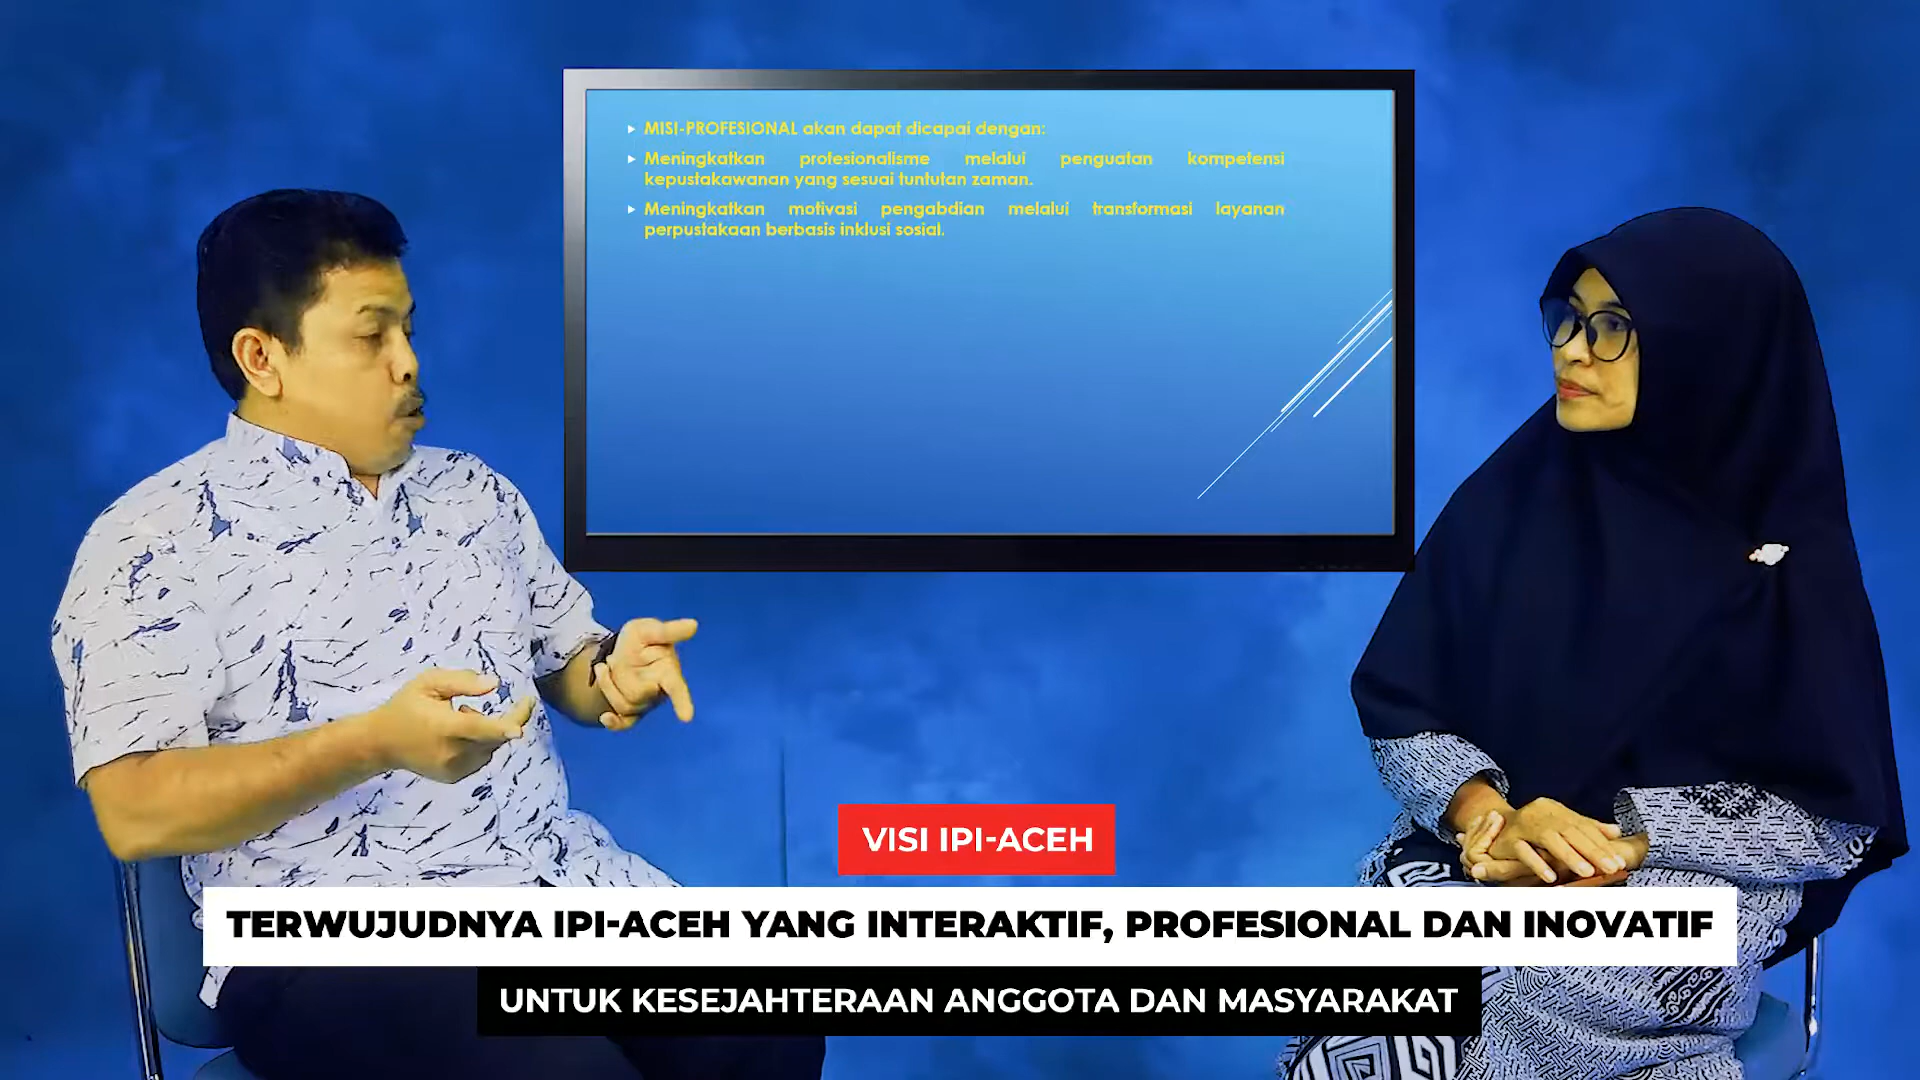 MISI-PROFESIONAL akan dapat dicapai dengan:
Meningkatkan profesionalisme melalui penguatan kompetensi
kepustakawanan yang sesuai tuntutan zaman.
Meningkatkan motivasi pengabdian melalui transformasi layanan
perpustakaan berbasis inklusi sosial.
VISI IPI-ACEH
TERWUJUDNYA IPI-ACEH YANG INTERAKTIF, PROFESIONAL DAN INOVATIF
UNTUK KESEJAHTERAAN ANGGOTA DAN MASYARAKAT